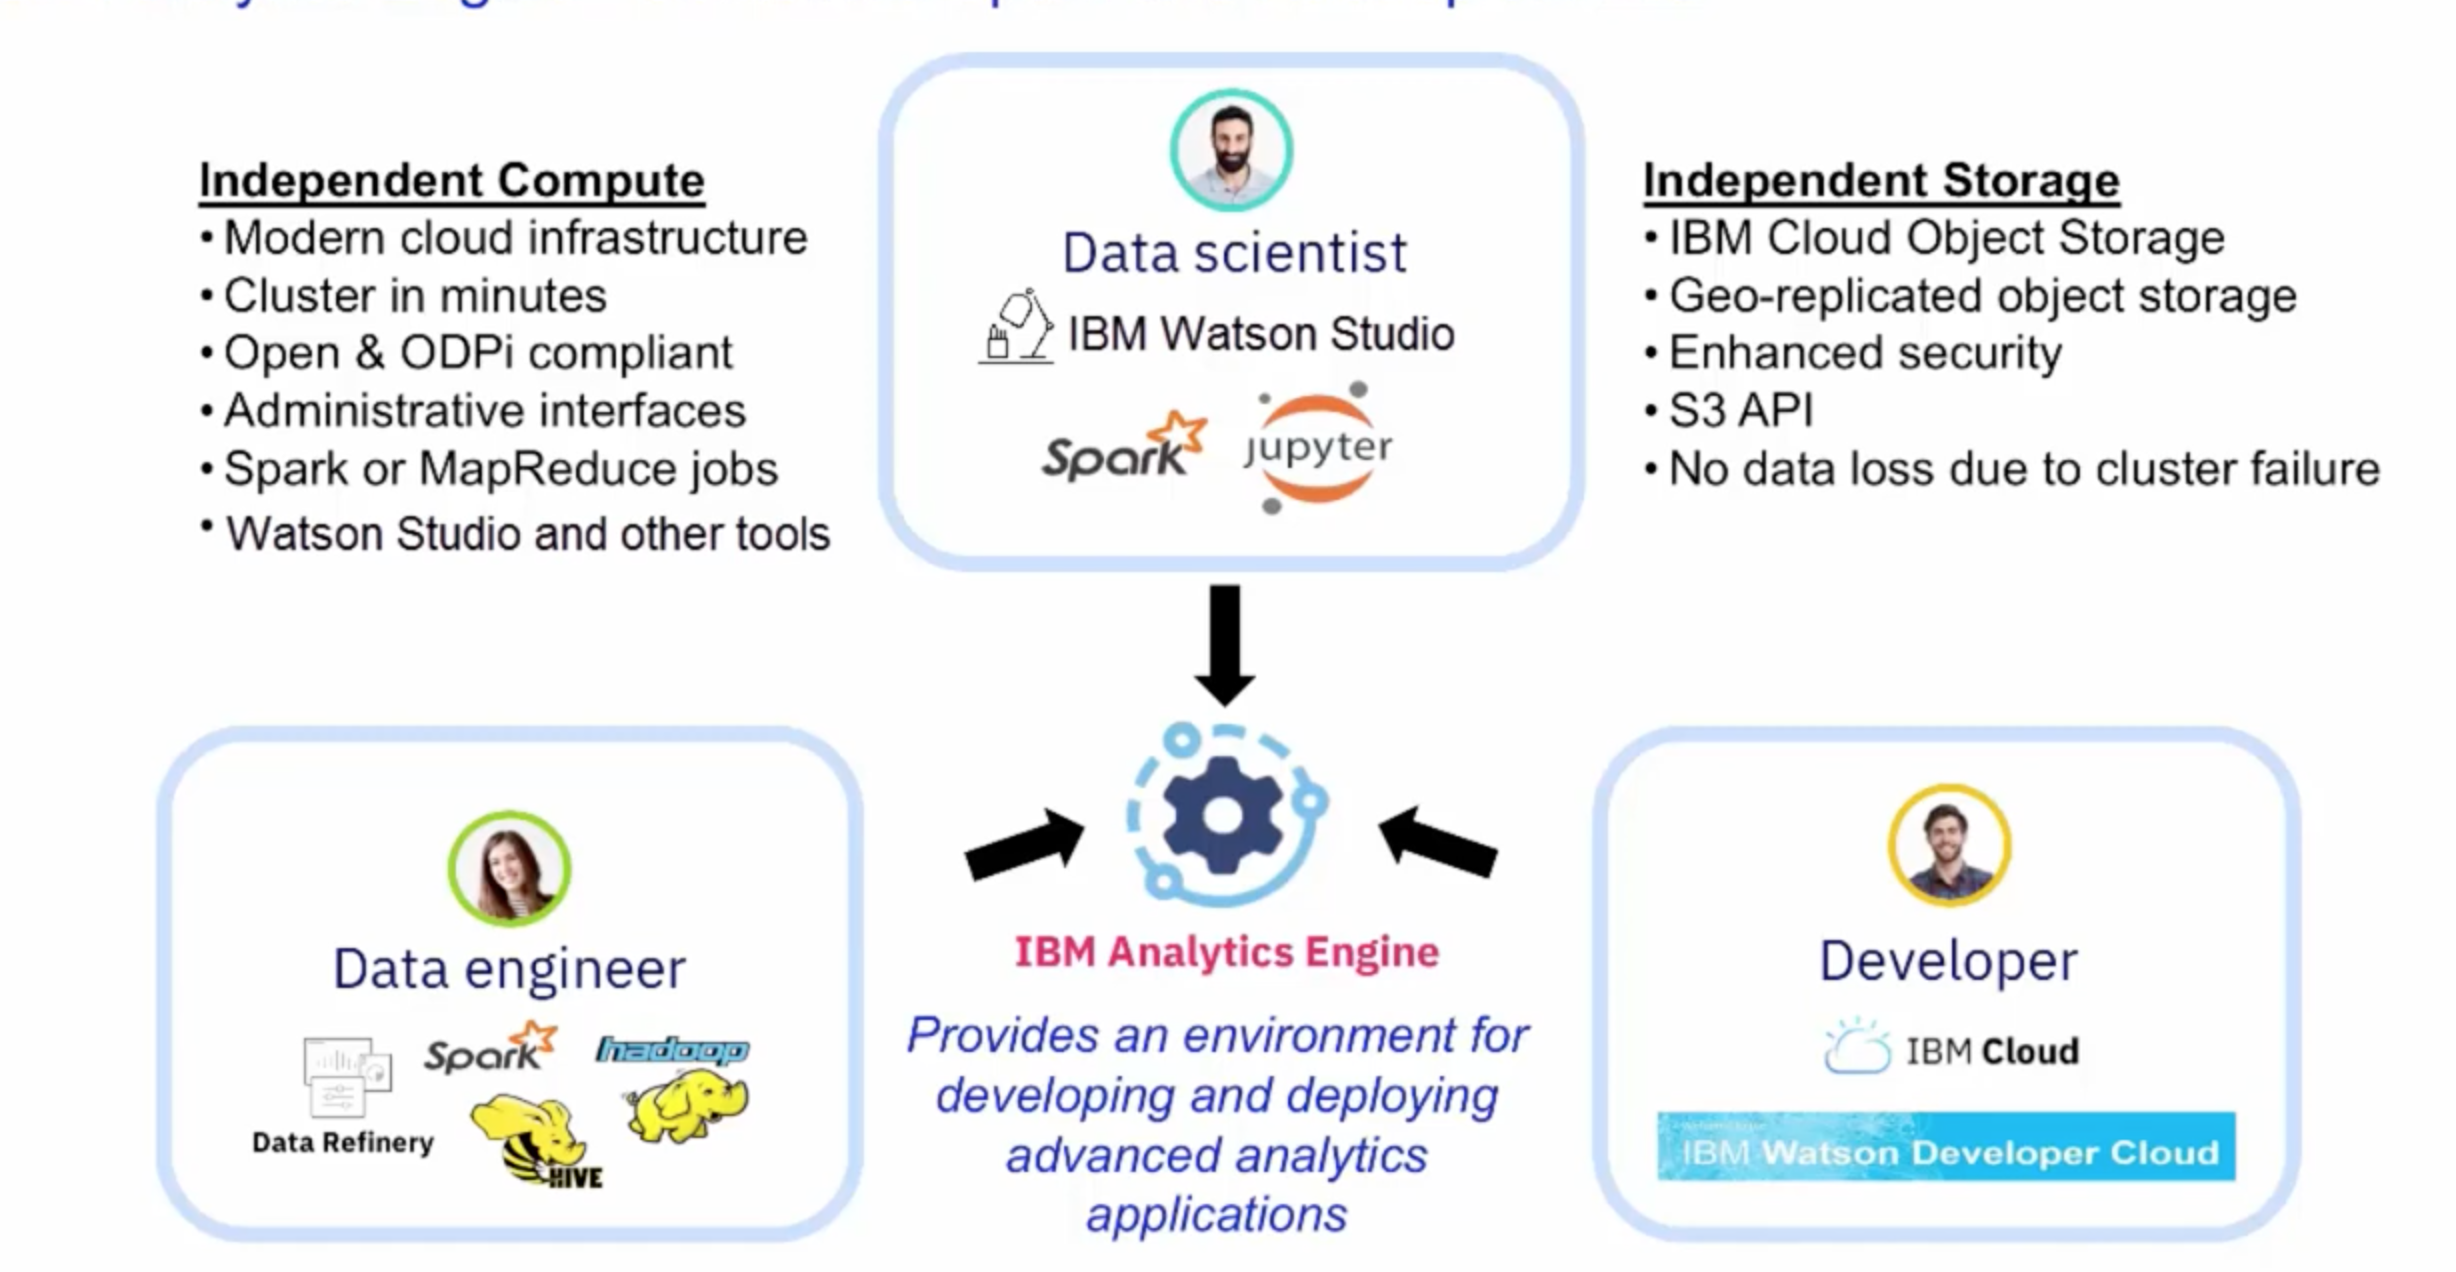 Independent Compute
• Modern cloud infrastructure
• Cluster in minutes
• Open & ODPi compliant
• Administrative interfaces
• Spark or MapReduce jobs
• Watson Studio and other tools
Data scientist
IBM Watson Studio
Spark
jupyter
Independent Storage
• IBM Cloud Object Storage
• Geo-replicated object storage
• Enhanced security
• S3 API
• No data loss due to cluster failure
Data engineer
Spark
hadoop
Data Refinery
HIVE
IBM Analytics Engine
Provides an environment for
developing and deploying
advanced analytics
applications
Developer
IBM Cloud
IBM Watson Developer Cloud